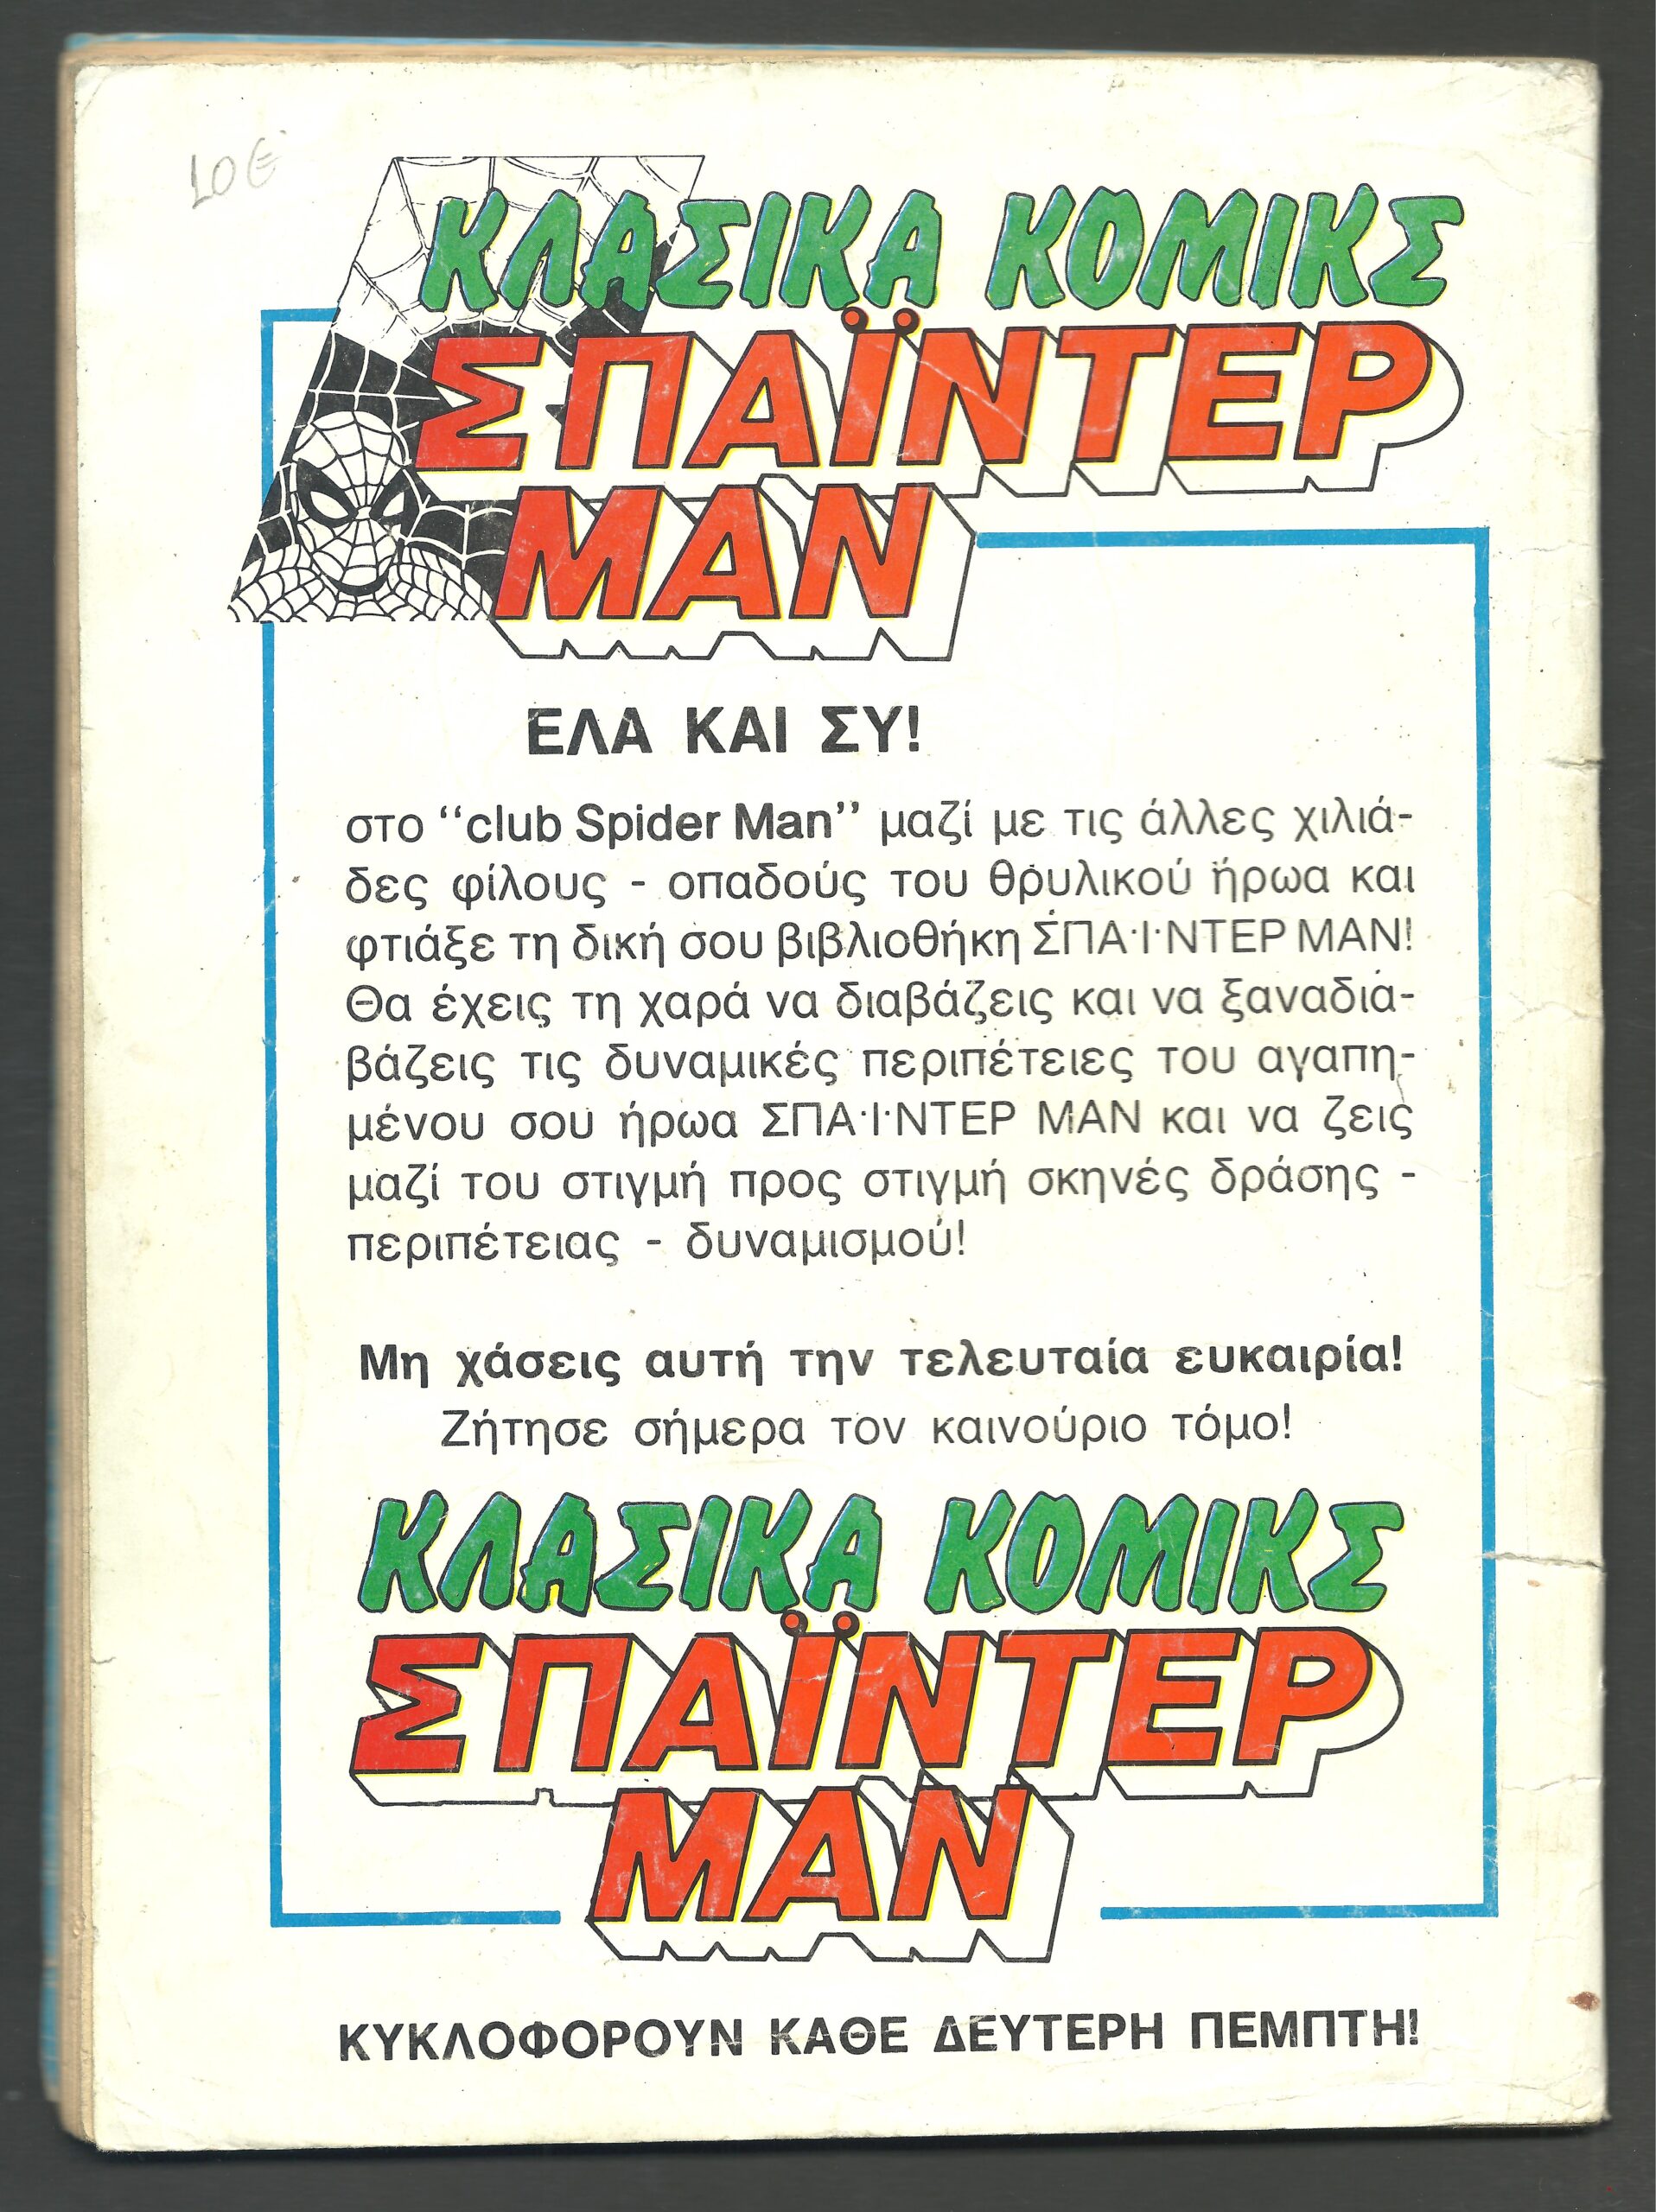 10€
ΚΛΑΣΙΚΑ ΚΟΜΙΚΣ
ΣΠΑΪΝΤΕΡ
ΜΑΝ
ΕΛΑ ΚΑΙ ΣΥ!
στο “club Spider Man” μαζί με τις άλλες χιλιά-
δες φίλους - οπαδούς του θρυλικού ήρωα και
φτιάξε τη δική σου βιβλιοθήκη ΣΠΑ·Ι·ΝΤΕΡ ΜΑΝ!
Θα έχεις τη χαρά να διαβάζεις και να ξαναδια-
βάζεις τις δυναμικές περιπέτειες του αγαπη-
μένου σου ήρωα ΣΠΑ·Ι·ΝΤΕΡ ΜΑΝ και να ζεις
μαζί του στιγμή προς στιγμή σκηνές δράσης -
περιπέτειας - δυναμισμού!
Μη χάσεις αυτή την τελευταία ευκαιρία!
Ζήτησε σήμερα τον καινούριο τόμο!
ΚΛΑΣΙΚΑ ΚΟΜΙΚΣ
ΣΠΑΪΝΤΕΡ
ΜΑΝ
ΚΥΚΛΟΦΟΡΟΥΝ ΚΑΘΕ ΔΕΥΤΕΡΗ ΠΕΜΠΤΗ!